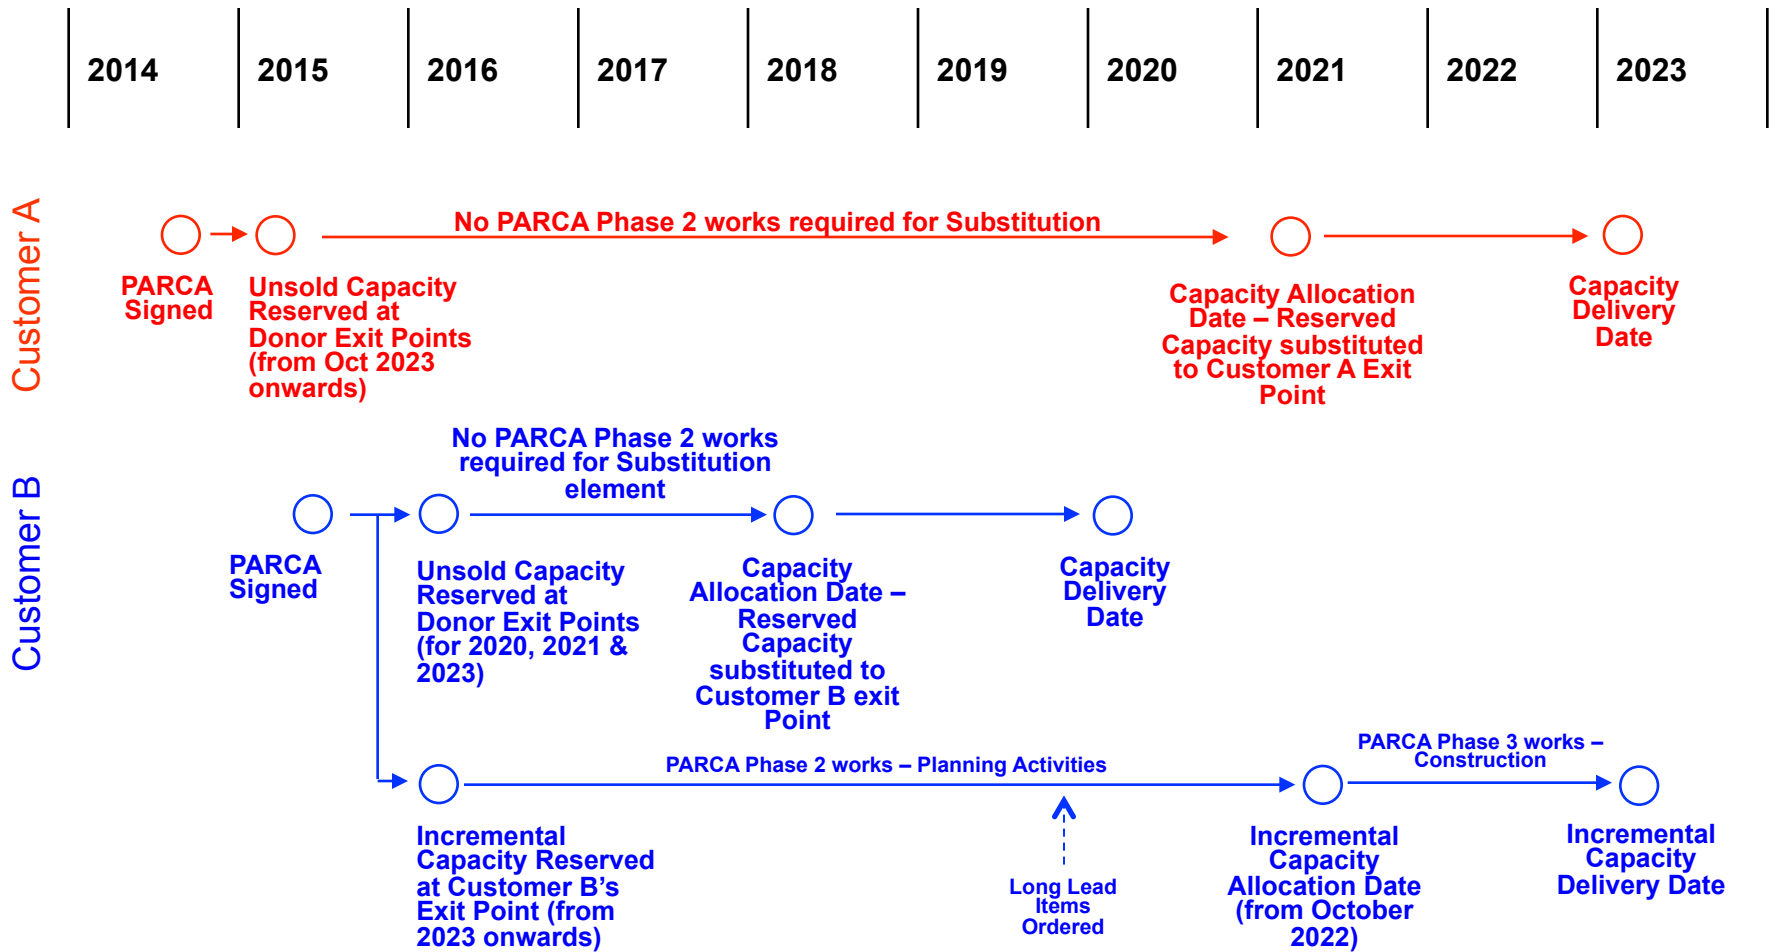 2014
2015
2016
2017
2018
2019
2020
2021
2022
2023
Customer A
No PARCA Phase 2 works required for Substitution
PARCA
Signed
Unsold Capacity
Reserved at
Donor Exit Points
(from Oct 2023
onwards)
Capacity Allocation
Date – Reserved
Capacity substituted
to Customer A Exit
Point
Capacity
Delivery
Date
Customer B
No PARCA Phase 2 works
required for Substitution
element
PARCA
Signed
Unsold Capacity
Reserved at
Donor Exit Points
(for 2020, 2021 &
2023)
Capacity
Allocation Date –
Reserved
Capacity
substituted to
Customer B exit
Point
Capacity
Delivery
Date
PARCA Phase 2 works – Planning Activities
PARCA Phase 3 works –
Construction
Incremental
Capacity Reserved
at Customer B’s
Exit Point (from
2023 onwards)
Long Lead
Items
Ordered
Incremental
Capacity
Allocation Date
(from October
2022)
Incremental
Capacity
Delivery Date